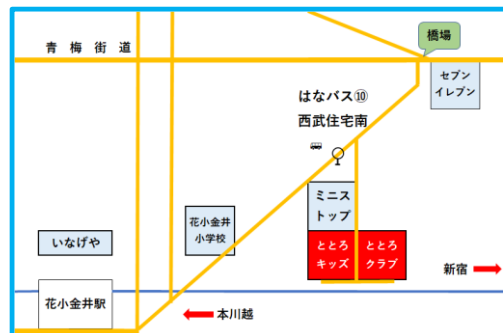 橋場
青梅街道
セブン
イレブン
はなバス⑩
西武住宅南
ミニス
トップ
花小金井
小学校
いなげや
ととろ
キッズ
ととろ
クラブ
新宿
花小金井駅
本川越